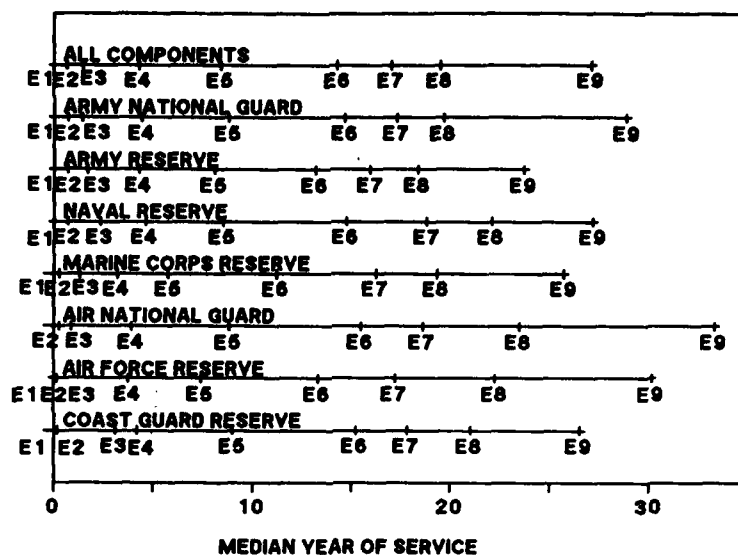 ALL COMPONENTS
E1 E2 E3 E4 E5 E6 E7 E8 E9
ARMY NATIONAL GUARD
E1 E2 E3 E4 E5 E6 E7 E8 E9
ARMY RESERVE
E1 E2 E3 E4 E5 E6 E7 E8 E9
NAVAL RESERVE
E1 E2 E3 E4 E5 E6 E7 E8 E9
MARINE CORPS RESERVE
E1 E2 E3 E4 E5 E6 E7 E8 E9
AIR NATIONAL GUARD
E2 E3 E4 E5 E6 E7 E8 E9
AIR FORCE RESERVE
E1 E2 E3 E4 E5 E6 E7 E8 E9
COAST GUARD RESERVE
E1 E2 E3 E4 E5 E6 E7 E8 E9
0 10 20 30
MEDIAN YEAR OF SERVICE